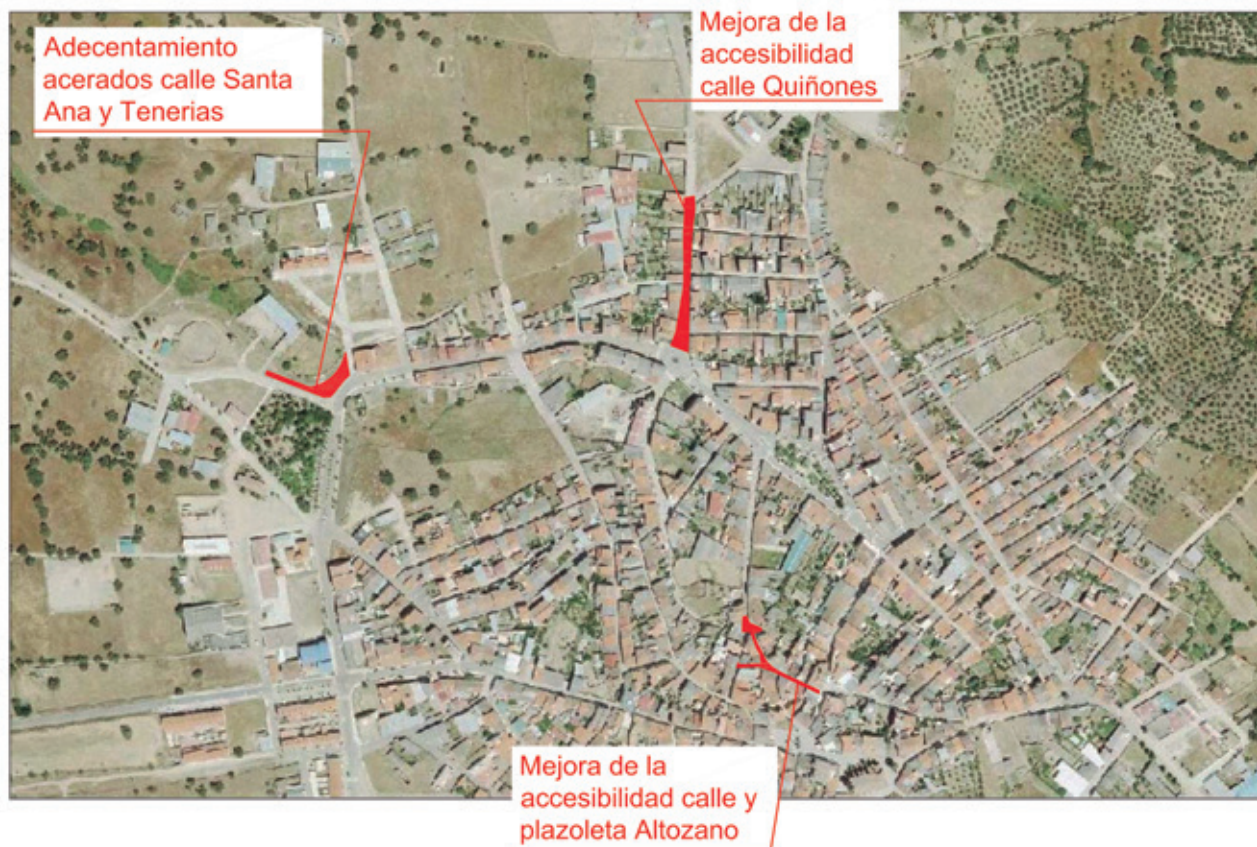 Adecentamiento
acerados calle Santa
Ana y Tenerias
Mejora de la
accesibilidad
calle Quiñones
Mejora de la
accesibilidad calle y
plazoleta Altozano